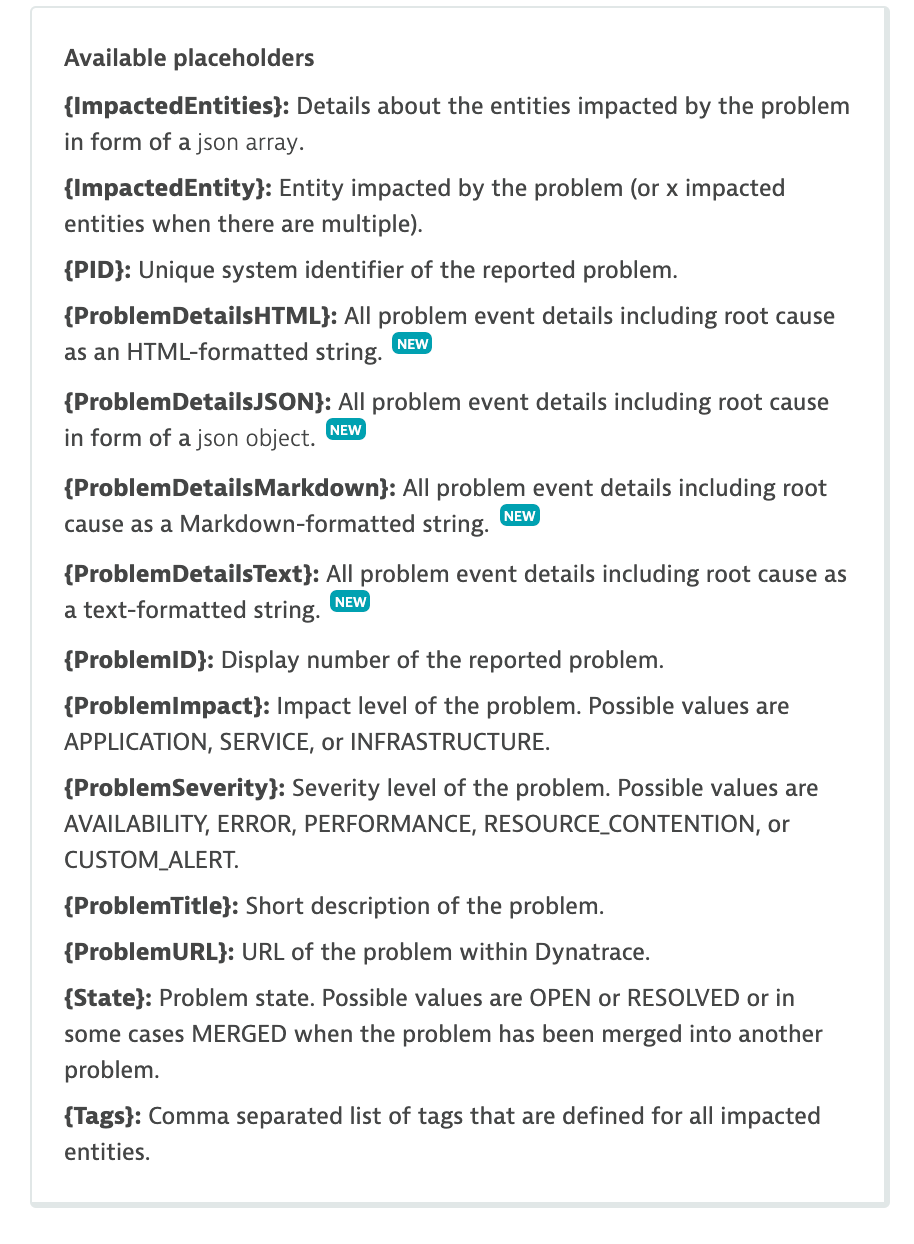 Available placeholders
{ImpactedEntities}: Details about the entities impacted by the problem
in form of a json array.
{ImpactedEntity}: Entity impacted by the problem (or x impacted
entities when there are multiple).
{PID}: Unique system identifier of the reported problem.
{ProblemDetailsHTML}: All problem event details including root cause
as an HTML-formatted string. NEW
{ProblemDetailsJSON}: All problem event details including root cause
in form of a json object. NEW
{ProblemDetailsMarkdown}: All problem event details including root
cause as a Markdown-formatted string. NEW
{ProblemDetailsText}: All problem event details including root cause as
a text-formatted string. NEW
{ProblemID}: Display number of the reported problem.
{ProblemImpact}: Impact level of the problem. Possible values are
APPLICATION, SERVICE, or INFRASTRUCTURE.
{ProblemSeverity}: Severity level of the problem. Possible values are
AVAILABILITY, ERROR, PERFORMANCE, RESOURCE_CONTENTION, or
CUSTOM_ALERT.
{ProblemTitle}: Short description of the problem.
{ProblemURL}: URL of the problem within Dynatrace.
{State}: Problem state. Possible values are OPEN or RESOLVED or in
some cases MERGED when the problem has been merged into another
problem.
{Tags}: Comma separated list of tags that are defined for all impacted
entities.